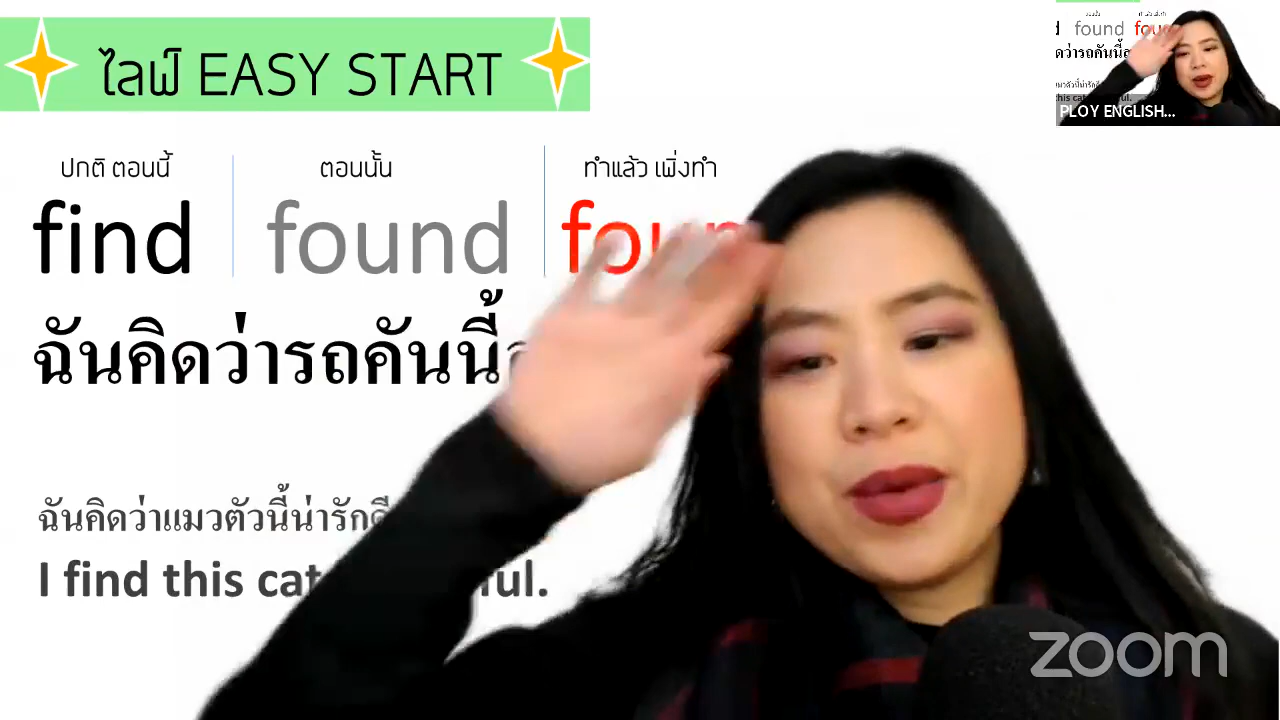 ไลฟ์ EASY START
ปกติ ตอนนี้
ตอนนั้น
ทำแล้ว เพิ่งทำ
find
found
ฉันคิดว่ารถคันนี้
ฉันคิดว่าแมวตัวนี้น่ารัก
I find this cat
found
PLOY ENGLISH...
zoom